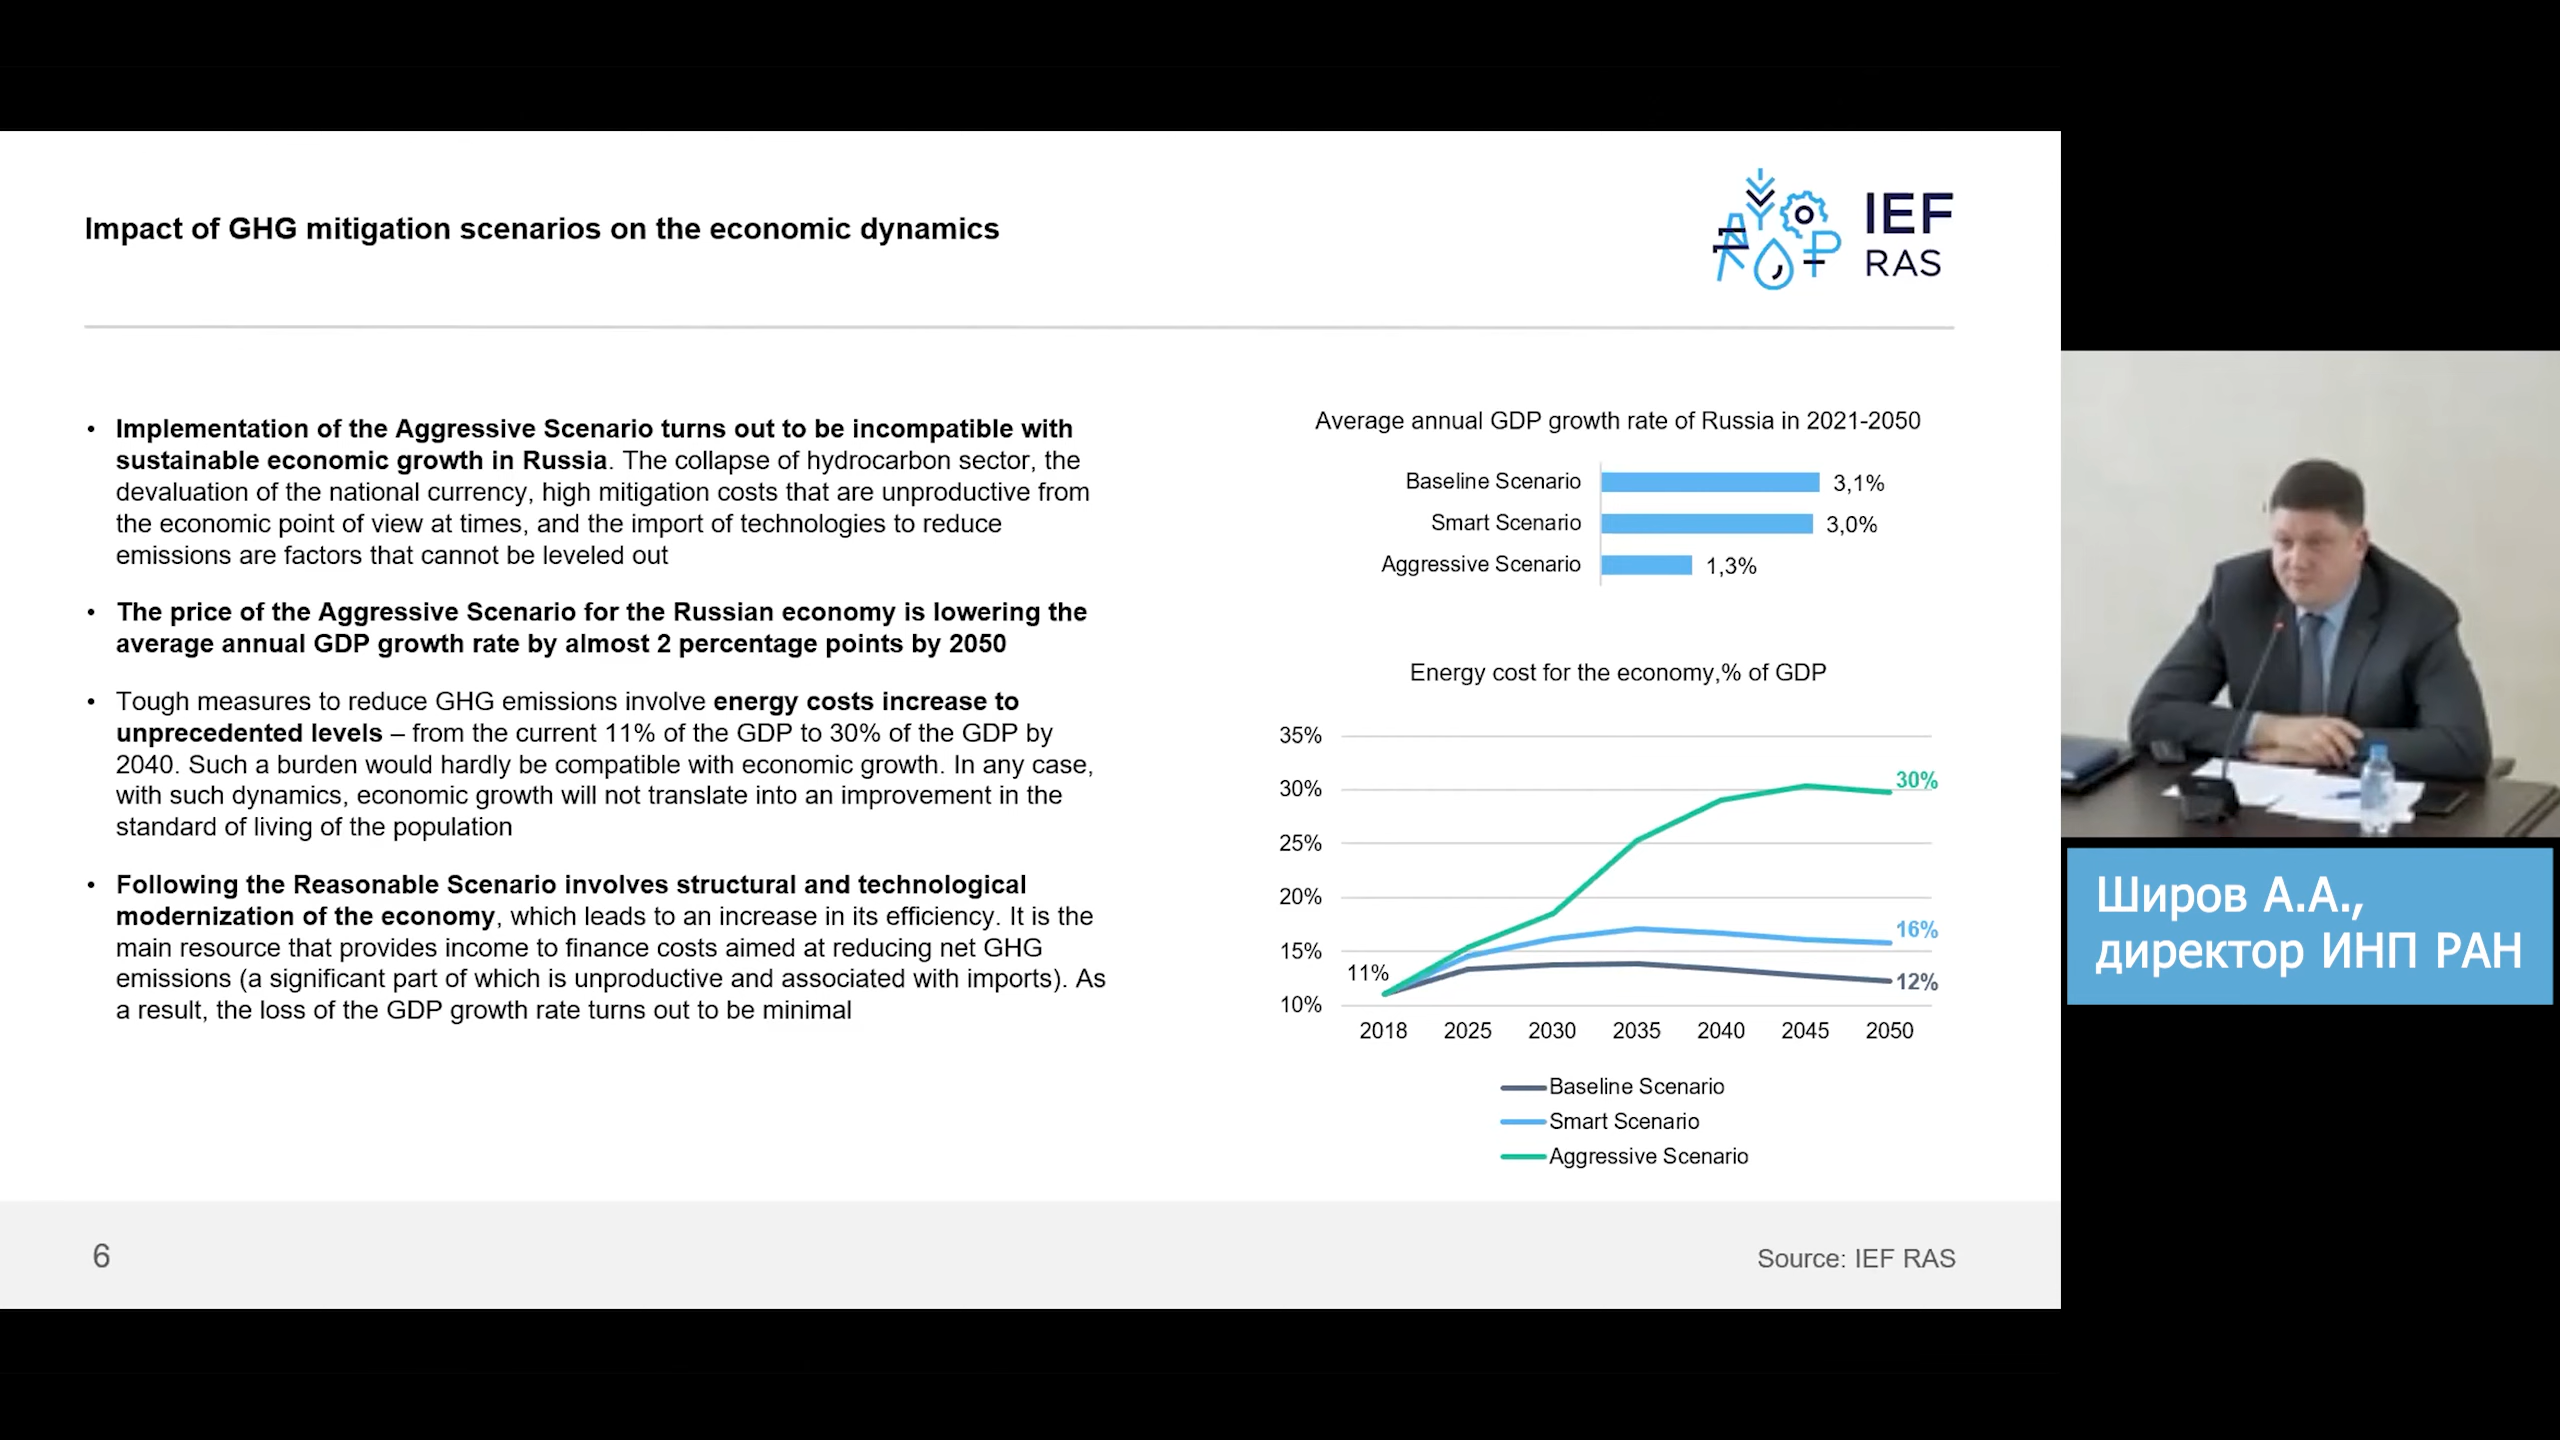 Impact of GHG mitigation scenarios on the economic dynamics
IEF
RAS
• Implementation of the Aggressive Scenario turns out to be incompatible with
sustainable economic growth in Russia. The collapse of hydrocarbon sector, the
devaluation of the national currency, high mitigation costs that are unproductive from
the economic point of view at times, and the import of technologies to reduce
emissions are factors that cannot be leveled out
• The price of the Aggressive Scenario for the Russian economy is lowering the
average annual GDP growth rate by almost 2 percentage points by 2050
• Tough measures to reduce GHG emissions involve energy costs increase to
unprecedented levels – from the current 11% of the GDP to 30% of the GDP by
2040. Such a burden would hardly be compatible with economic growth. In any case,
with such dynamics, economic growth will not translate into an improvement in the
standard of living of the population
• Following the Reasonable Scenario involves structural and technological
modernization of the economy, which leads to an increase in its efficiency. It is the
main resource that provides income to finance costs aimed at reducing net GHG
emissions (a significant part of which is unproductive and associated with imports). As
a result, the loss of the GDP growth rate turns out to be minimal
Average annual GDP growth rate of Russia in 2021-2050
Baseline Scenario 3,1%
Smart Scenario 3,0%
Aggressive Scenario 1,3%
Energy cost for the economy,% of GDP
35%
30%
25%
20%
15%
10%
11%
30%
16%
12%
2018 2025 2030 2035 2040 2045 2050
Baseline Scenario
Smart Scenario
Aggressive Scenario
6
Source: IEF RAS
Широв А.А.,
директор ИНП РАН